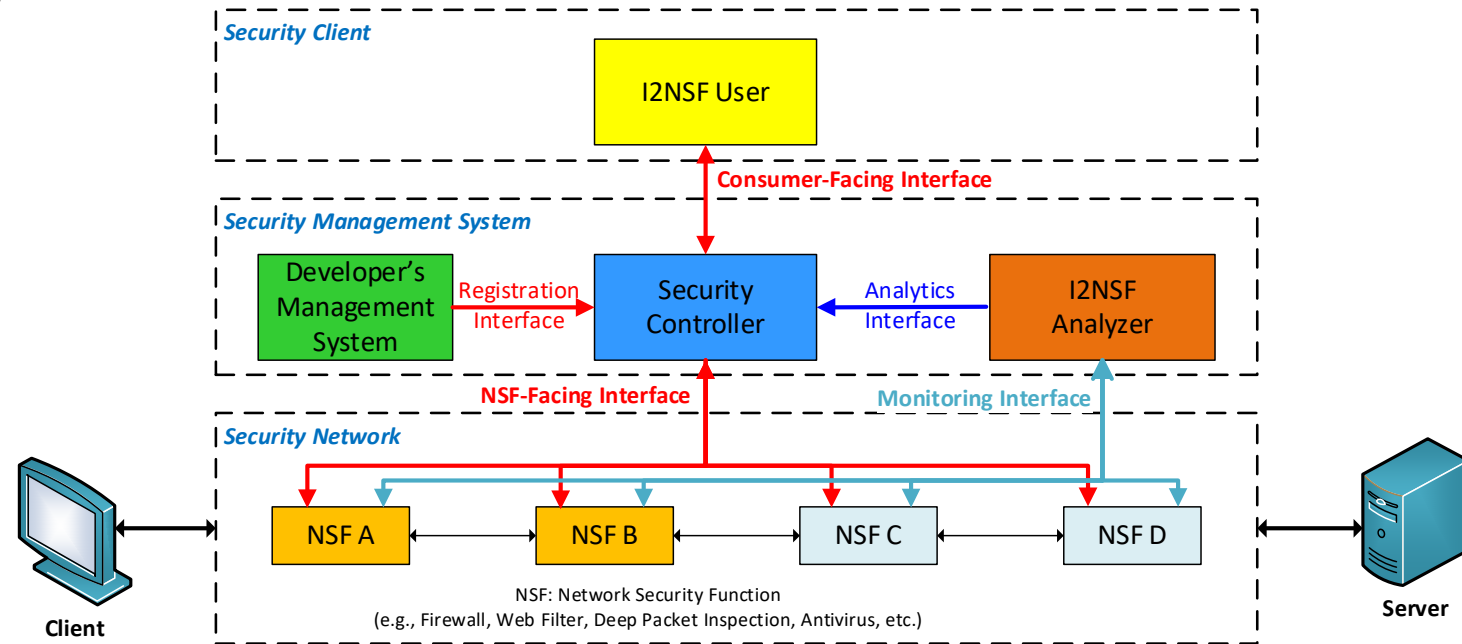 Security Client
I2NSF User
Consumer-Facing Interface
Security Management System
Developer's
Management
System
Registration
Interface
Security
Controller
Analytics
Interface
I2NSF
Analyzer
NSF-Facing Interface
Monitoring Interface
Security Network
NSF A
NSF B
NSF C
NSF D
NSF: Network Security Function
(e.g., Firewall, Web Filter, Deep Packet Inspection, Antivirus, etc.)
Client
Server